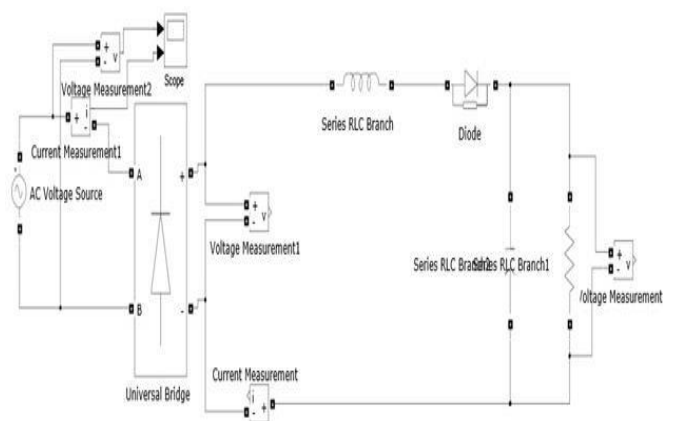 +
-
v
Scope
Voltage Measurement2
+ i
-
Current Measurement1
AC Voltage Source
A
B
+
-
Universal Bridge
+
-
v
Voltage Measurement1
Series RLC Branch
Diode
Series RLC Branch1
+
-
v
Voltage Measurement
Current Measurement
i
-
+